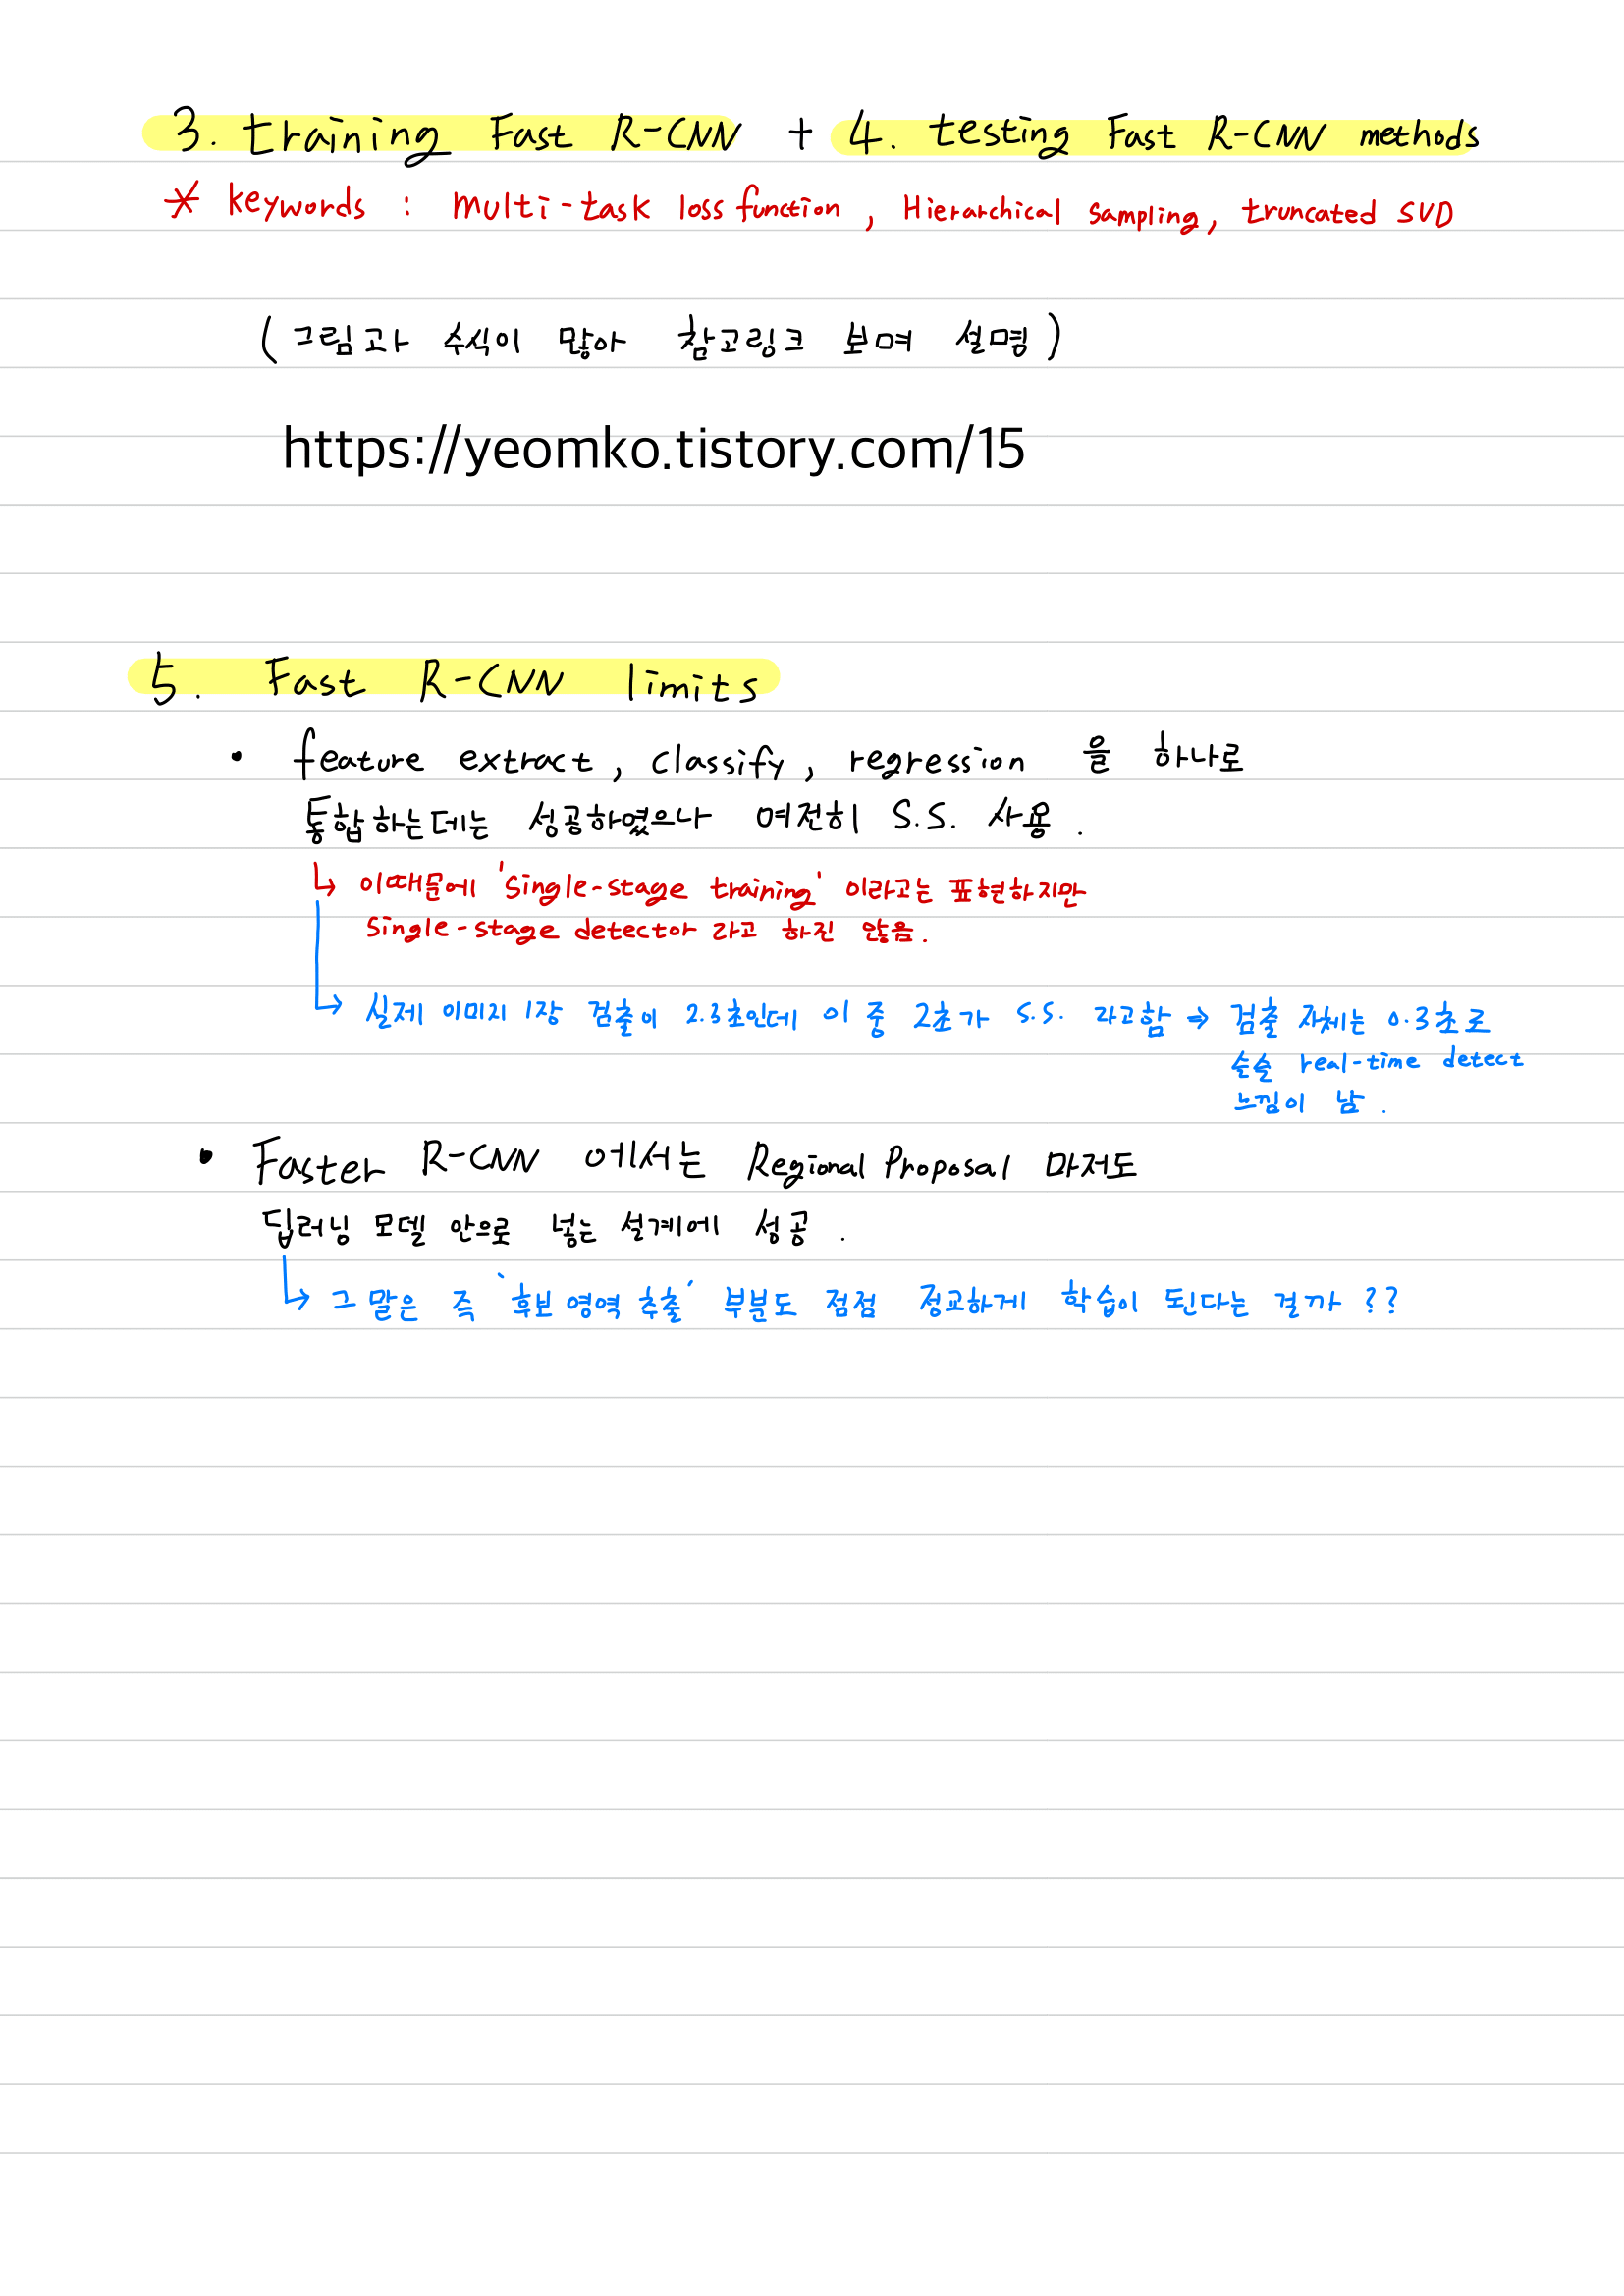 3. training Fast R-CNN + 4. testing Fast R-CNN methods
* keywords : multi-task loss function, Hierarchical sampling, truncated SVD
(그림과 수식이 많아 참고링크 보며 설명)
https://yeomko.tistory.com/15
5. Fast R-CNN limits
• feature extract, classify, regression 을 하나로
통합하는데는 성공하였으나 여전히 S.S. 사용.
↳ 이때문에 'single-stage training' 이라고는 표현하지만
single-stage detector 라고 하진 않음.
↳ 실제 이미지 1장 검출이 2.3초인데 이 중 2초가 S.S. 라고함 ⇒ 검출 자체는 0.3초로
슬슬 real-time detect
느낌이 남.
• Faster R-CNN 에서는 Regional Proposal 마저도
딥러닝 모델 안으로 넣는 설계에 성공.
↳ 그 말은 즉 '후보 영역 추출' 부분도 점점 정교하게 학습이 된다는 걸까??